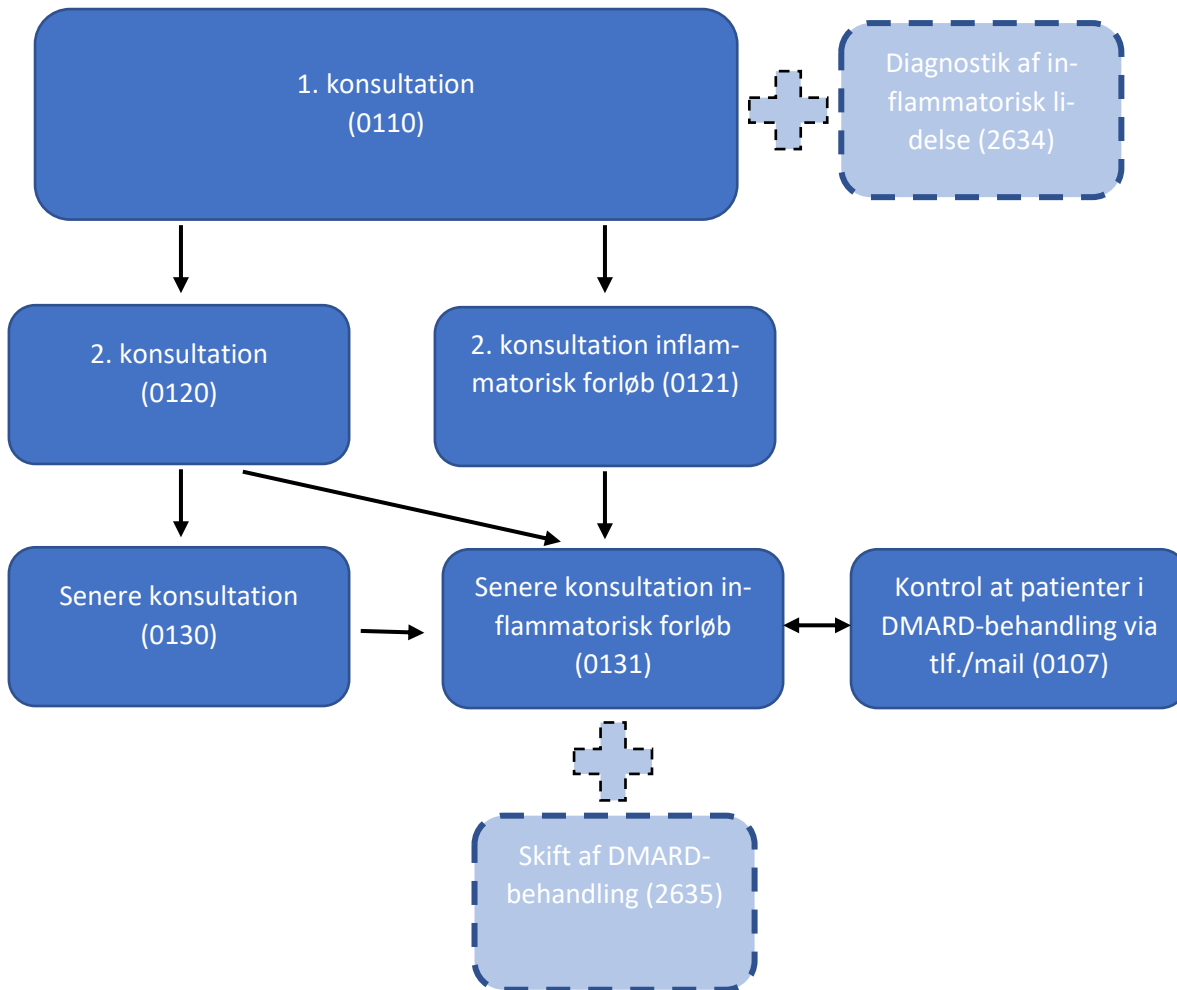 1. konsultation
(0110)
Diagnostik af in-
flammatorisk li-
delse (2634)
2. konsultation
(0120)
2. konsultation inflam-
matorisk forløb (0121)
Senere konsultation
(0130)
Senere konsultation in-
flammatorisk forløb
(0131)
Kontrol at patienter i
DMARD-behandling via
tlf./mail (0107)
Skift af DMARD-
behandling (2635)